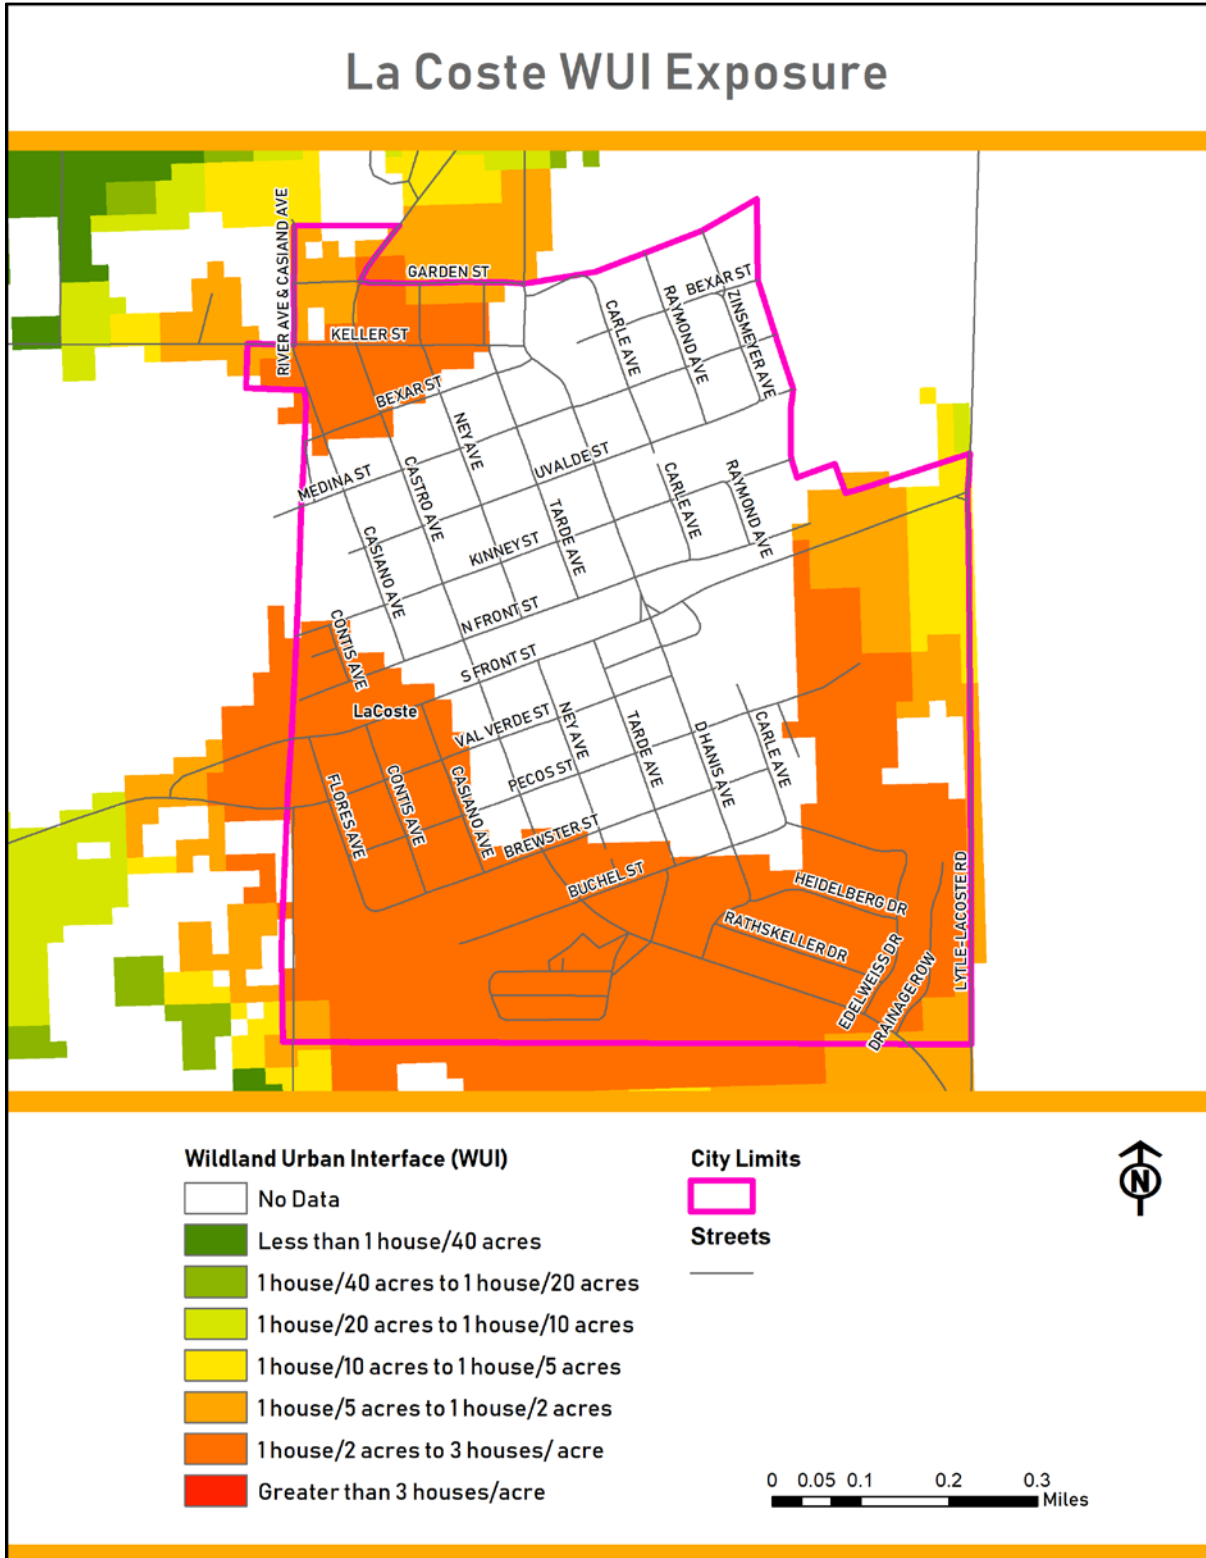 La Coste WUI Exposure
RIVER AVE & CASIANO AVE
GARDEN ST
BEXAR ST
KELLER ST
CARLE AVE
RAYMOND AVE
ZINSMEYER AVE
BEXAR ST
NEY AVE
MEDINA ST
CASTRO AVE
UVALDE ST
CARLE AVE
RAYMOND AVE
TARDE AVE
KINNEY ST
CASIANO AVE
N FRONT ST
CONTIS AVE
S FRONT ST
LaCoste
VAL VERDE ST
NEY AVE
TARDE AVE
D HANIS AVE
CARLE AVE
PECOS ST
FLORES AVE
CONTIS AVE
CASIANO AVE
BREWSTER ST
BUCHEL ST
HEIDELBERG DR
RATHSKELLER DR
EDELWEISS DR
DRAINAGE ROW
LYTLE-LACOSTE RD
Wildland Urban Interface (WUI)
No Data
Less than 1 house/40 acres
1 house/40 acres to 1 house/20 acres
1 house/20 acres to 1 house/10 acres
1 house/10 acres to 1 house/5 acres
1 house/5 acres to 1 house/2 acres
1 house/2 acres to 3 houses/ acre
Greater than 3 houses/acre
City Limits
Streets
N
0 0.05 0.1 0.2 0.3
Miles